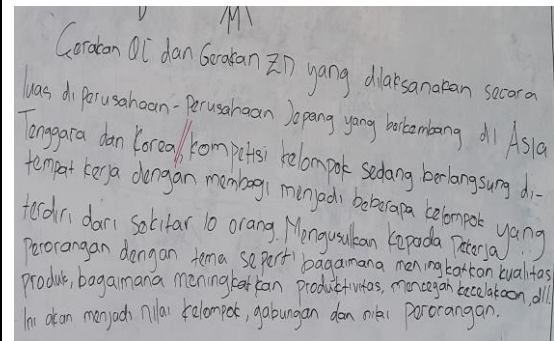 Gerakan QC dan Gerakan ZD yang dilaksanakan secara
luas di perusahaan-perusahaan Jepang yang berkembang di Asia
Tenggara dan Korea//kompetisi kelompok sedang berlangsung di-
tempat kerja dengan membagi menjadi beberapa kelompok yang
terdiri dari sekitar 10 orang. Mengusulkan kepada Pekerja
perorangan dengan tema seperti bagaimana meningkatkan kualitas
produk, bagaimana meningkatkan produktivitas, mencegah kecelakaan, dll.
Ini akan menjadi nilai kelompok, gabungan dan nilai perorangan.